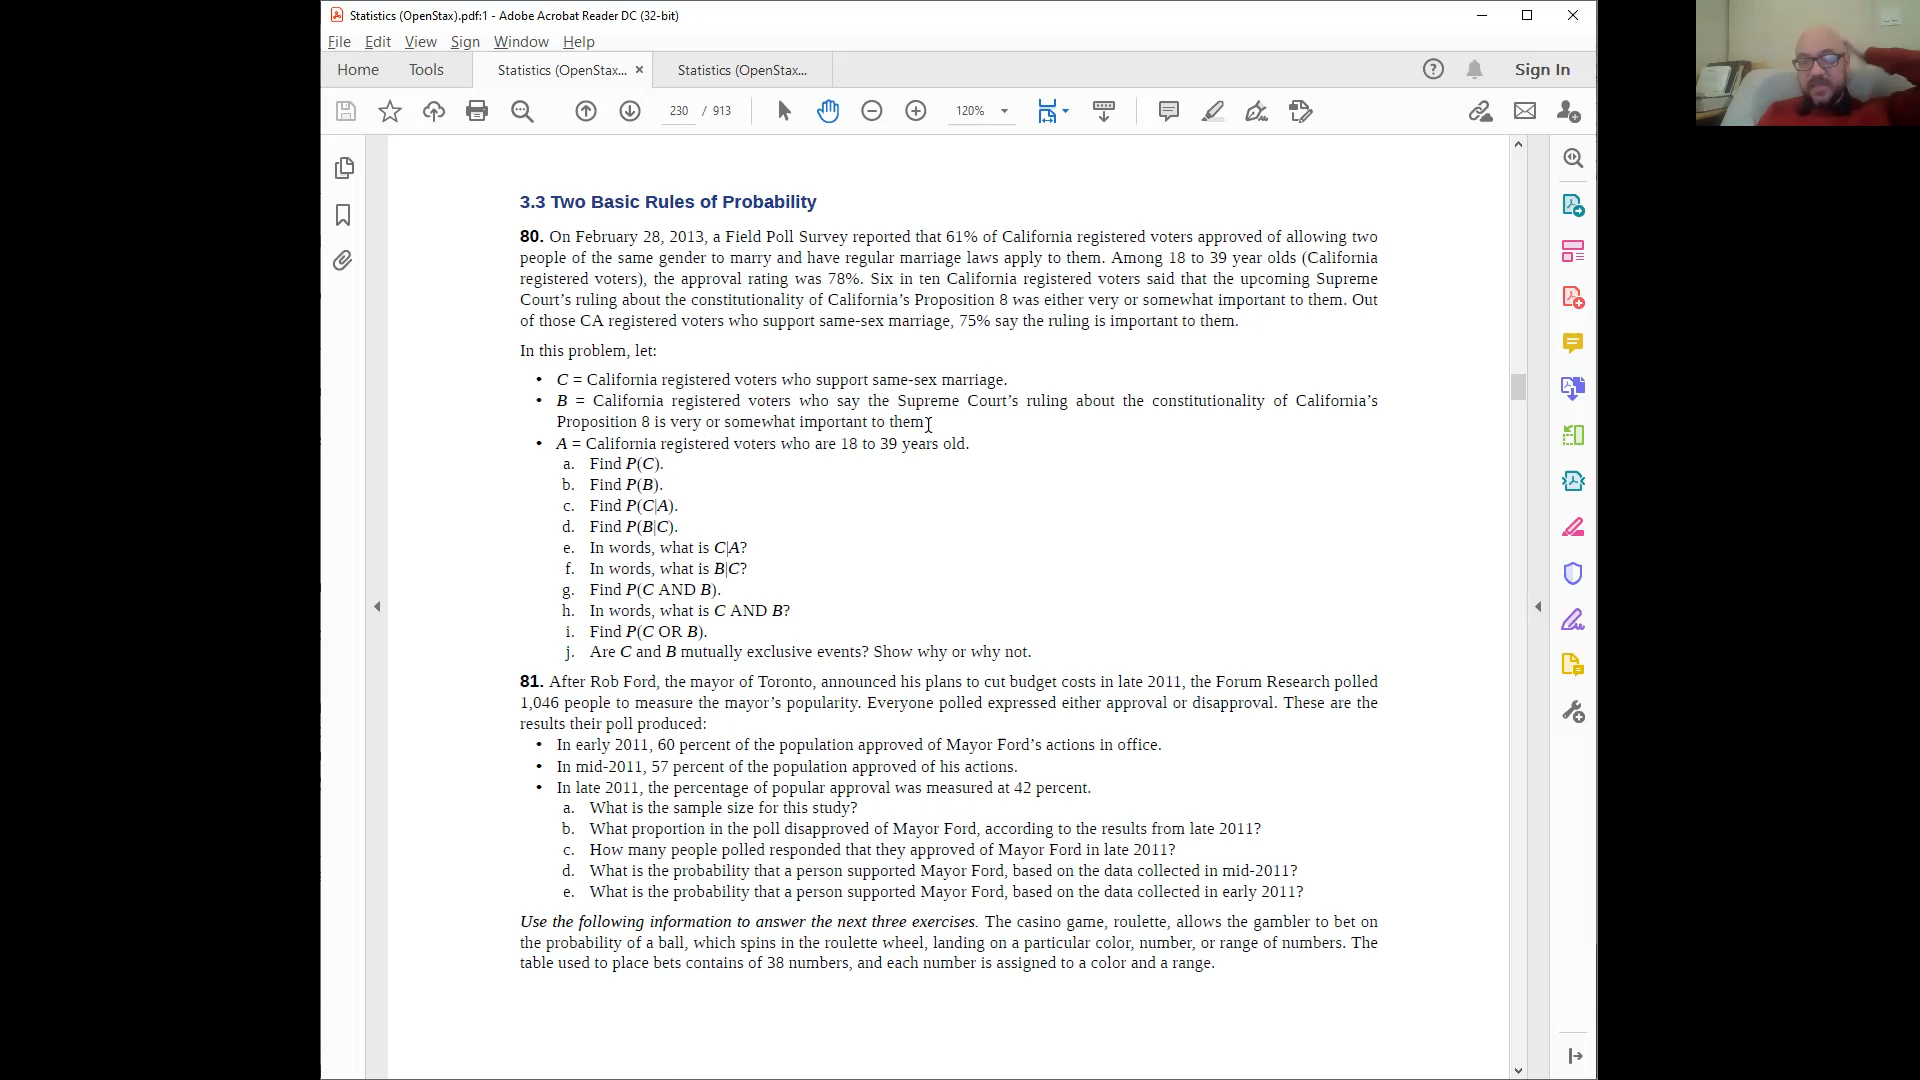 Statistics (OpenStax).pdf:1 - Adobe Acrobat Reader DC (32-bit)
File Edit View Sign Window Help
Home Tools Statistics (OpenStax... × Statistics (OpenStax... Sign In
230 / 913 120%
3.3 Two Basic Rules of Probability
80. On February 28, 2013, a Field Poll Survey reported that 61% of California registered voters approved of allowing two
people of the same gender to marry and have regular marriage laws apply to them. Among 18 to 39 year olds (California
registered voters), the approval rating was 78%. Six in ten California registered voters said that the upcoming Supreme
Court’s ruling about the constitutionality of California’s Proposition 8 was either very or somewhat important to them. Out
of those CA registered voters who support same-sex marriage, 75% say the ruling is important to them.
In this problem, let:
• C = California registered voters who support same-sex marriage.
• B = California registered voters who say the Supreme Court’s ruling about the constitutionality of California’s
Proposition 8 is very or somewhat important to them
• A = California registered voters who are 18 to 39 years old.
a. Find P(C).
b. Find P(B).
c. Find P(C|A).
d. Find P(B|C).
e. In words, what is C|A?
f. In words, what is B|C?
g. Find P(C AND B).
h. In words, what is C AND B?
i. Find P(C OR B).
j. Are C and B mutually exclusive events? Show why or why not.
81. After Rob Ford, the mayor of Toronto, announced his plans to cut budget costs in late 2011, the Forum Research polled
1,046 people to measure the mayor’s popularity. Everyone polled expressed either approval or disapproval. These are the
results their poll produced:
• In early 2011, 60 percent of the population approved of Mayor Ford’s actions in office.
• In mid-2011, 57 percent of the population approved of his actions.
• In late 2011, the percentage of popular approval was measured at 42 percent.
a. What is the sample size for this study?
b. What proportion in the poll disapproved of Mayor Ford, according to the results from late 2011?
c. How many people polled responded that they approved of Mayor Ford in late 2011?
d. What is the probability that a person supported Mayor Ford, based on the data collected in mid-2011?
e. What is the probability that a person supported Mayor Ford, based on the data collected in early 2011?
Use the following information to answer the next three exercises. The casino game, roulette, allows the gambler to bet on
the probability of a ball, which spins in the roulette wheel, landing on a particular color, number, or range of numbers. The
table used to place bets contains of 38 numbers, and each number is assigned to a color and a range.